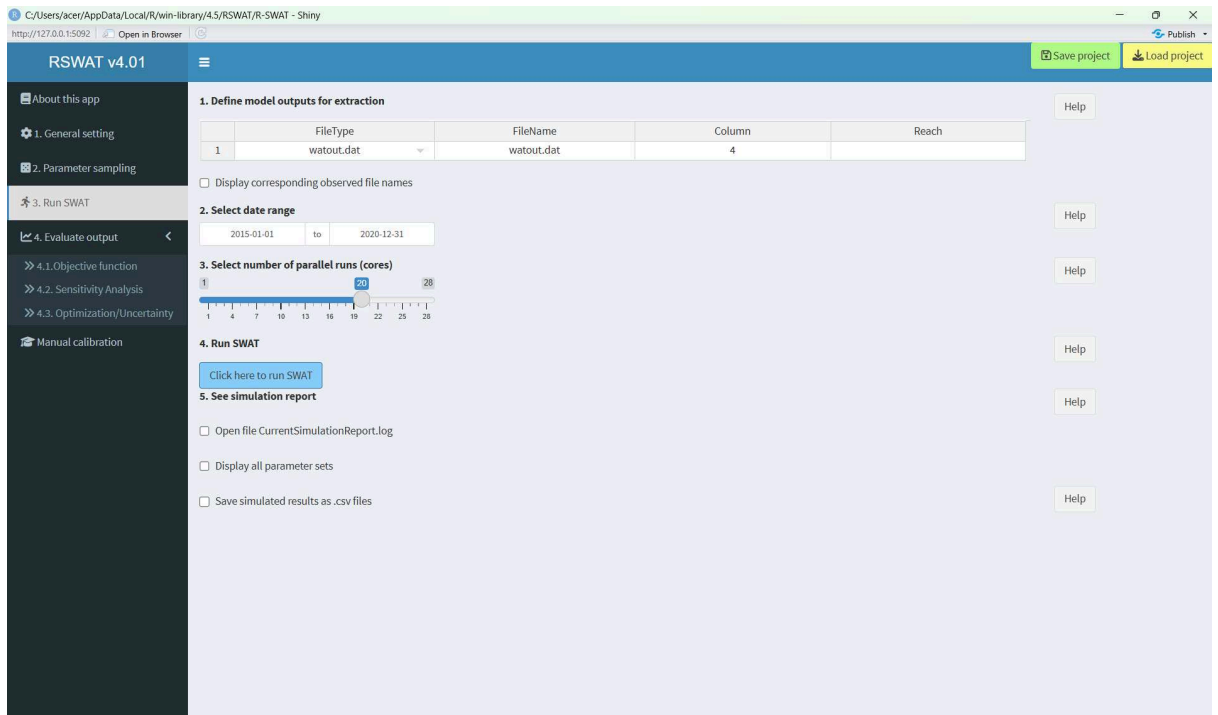 C:/Users/acer/AppData/Local/R/win-library/4.5/RSWAT/R-SWAT - Shiny
http://127.0.0.1:5092 Open in Browser Publish
RSWAT v4.01
Save project Load project
About this app
1. General setting
2. Parameter sampling
3. Run SWAT
4. Evaluate output
4.1.Objective function
4.2. Sensitivity Analysis
4.3. Optimization/Uncertainty
Manual calibration
1. Define model outputs for extraction Help
FileType FileName Column Reach
1 watout.dat watout.dat 4
Display corresponding observed file names
2. Select date range Help
2015-01-01 to 2020-12-31
3. Select number of parallel runs (cores) Help
1 20 28
1 4 7 10 13 16 19 22 25 28
4. Run SWAT Help
Click here to run SWAT
5. See simulation report Help
Open file CurrentSimulationReport.log
Display all parameter sets
Save simulated results as .csv files Help